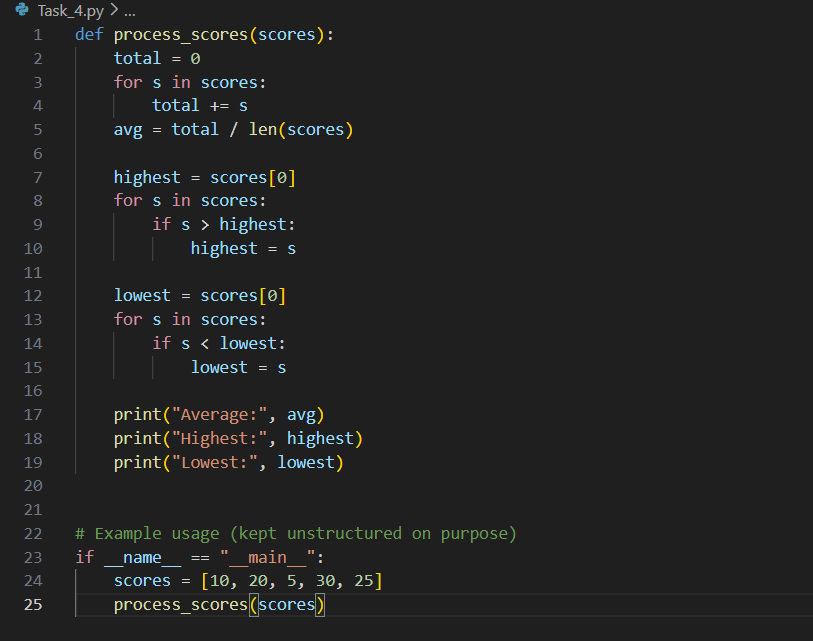 Task_4.py > ...
1 def process_scores(scores):
2     total = 0
3     for s in scores:
4         total += s
5     avg = total / len(scores)
6
7     highest = scores[0]
8     for s in scores:
9         if s > highest:
10             highest = s
11
12     lowest = scores[0]
13     for s in scores:
14         if s < lowest:
15             lowest = s
16
17     print("Average:", avg)
18     print("Highest:", highest)
19     print("Lowest:", lowest)
20
21
22 # Example usage (kept unstructured on purpose)
23 if __name__ == "__main__":
24     scores = [10, 20, 5, 30, 25]
25     process_scores(scores)